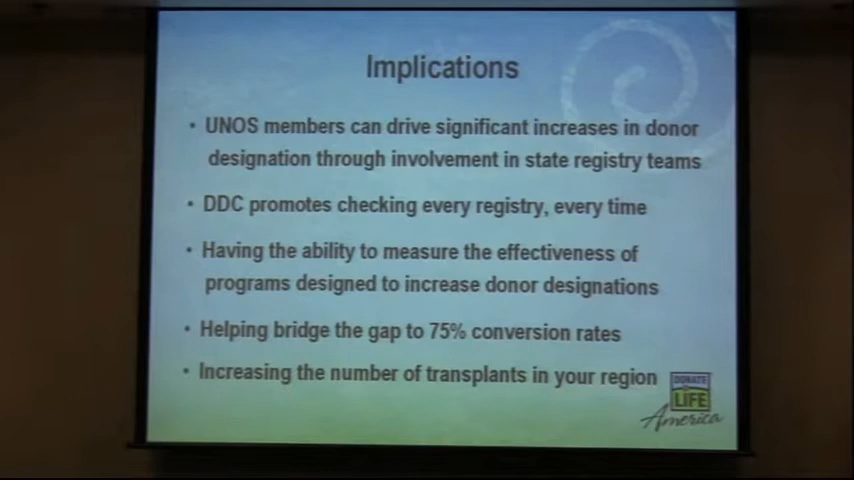 Implications
• UNOS members can drive significant increases in donor
designation through involvement in state registry teams
• DDC promotes checking every registry, every time
• Having the ability to measure the effectiveness of
programs designed to increase donor designations
• Helping bridge the gap to 75% conversion rates
• Increasing the number of transplants in your region
DONATE
LIFE
America